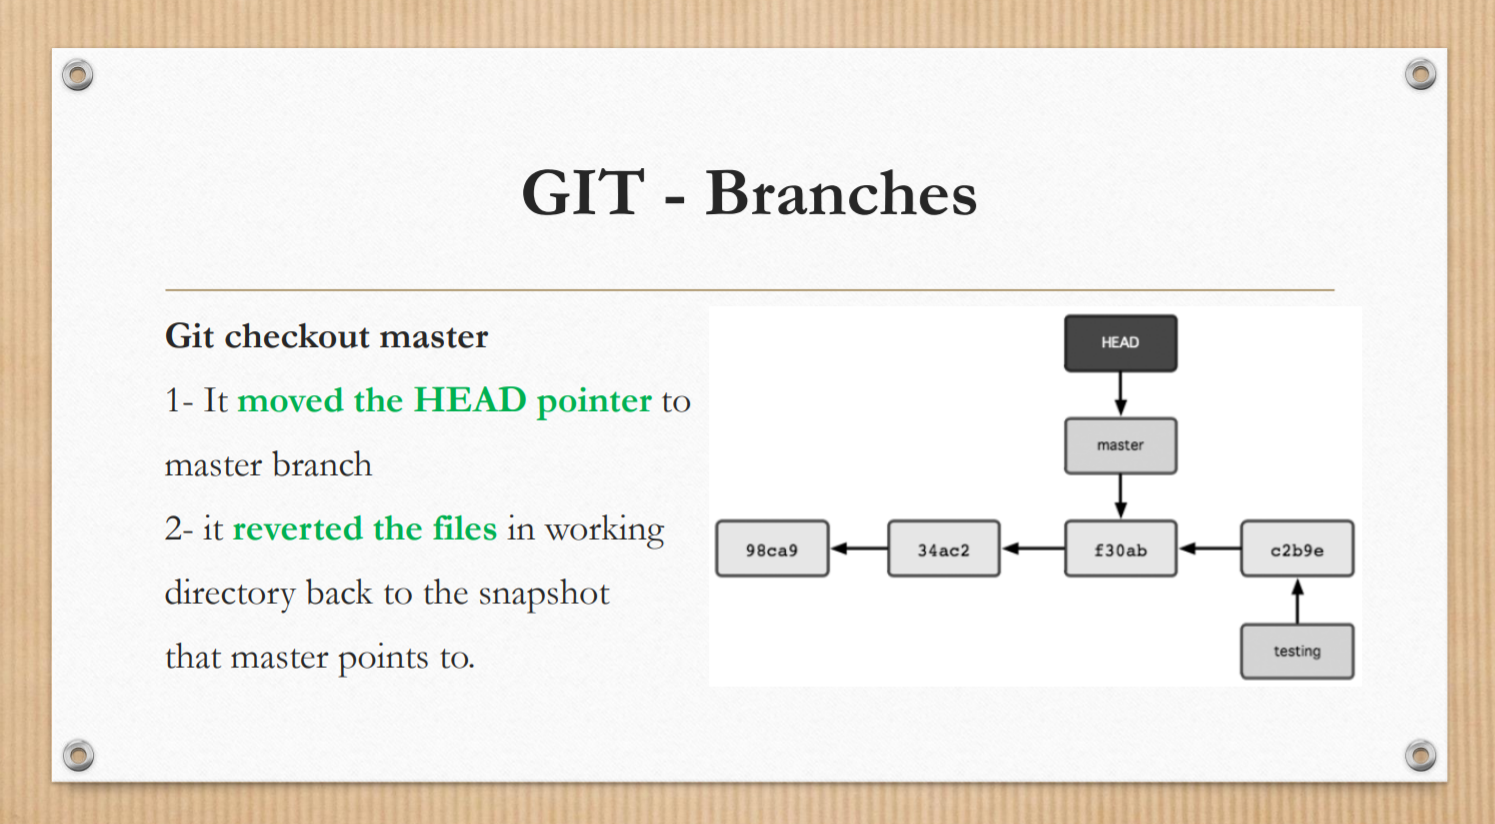 GIT - Branches
Git checkout master
1- It moved the HEAD pointer to
master branch
2- it reverted the files in working
directory back to the snapshot
that master points to.
HEAD
master
98ca9
34ac2
f30ab
c2b9e
testing